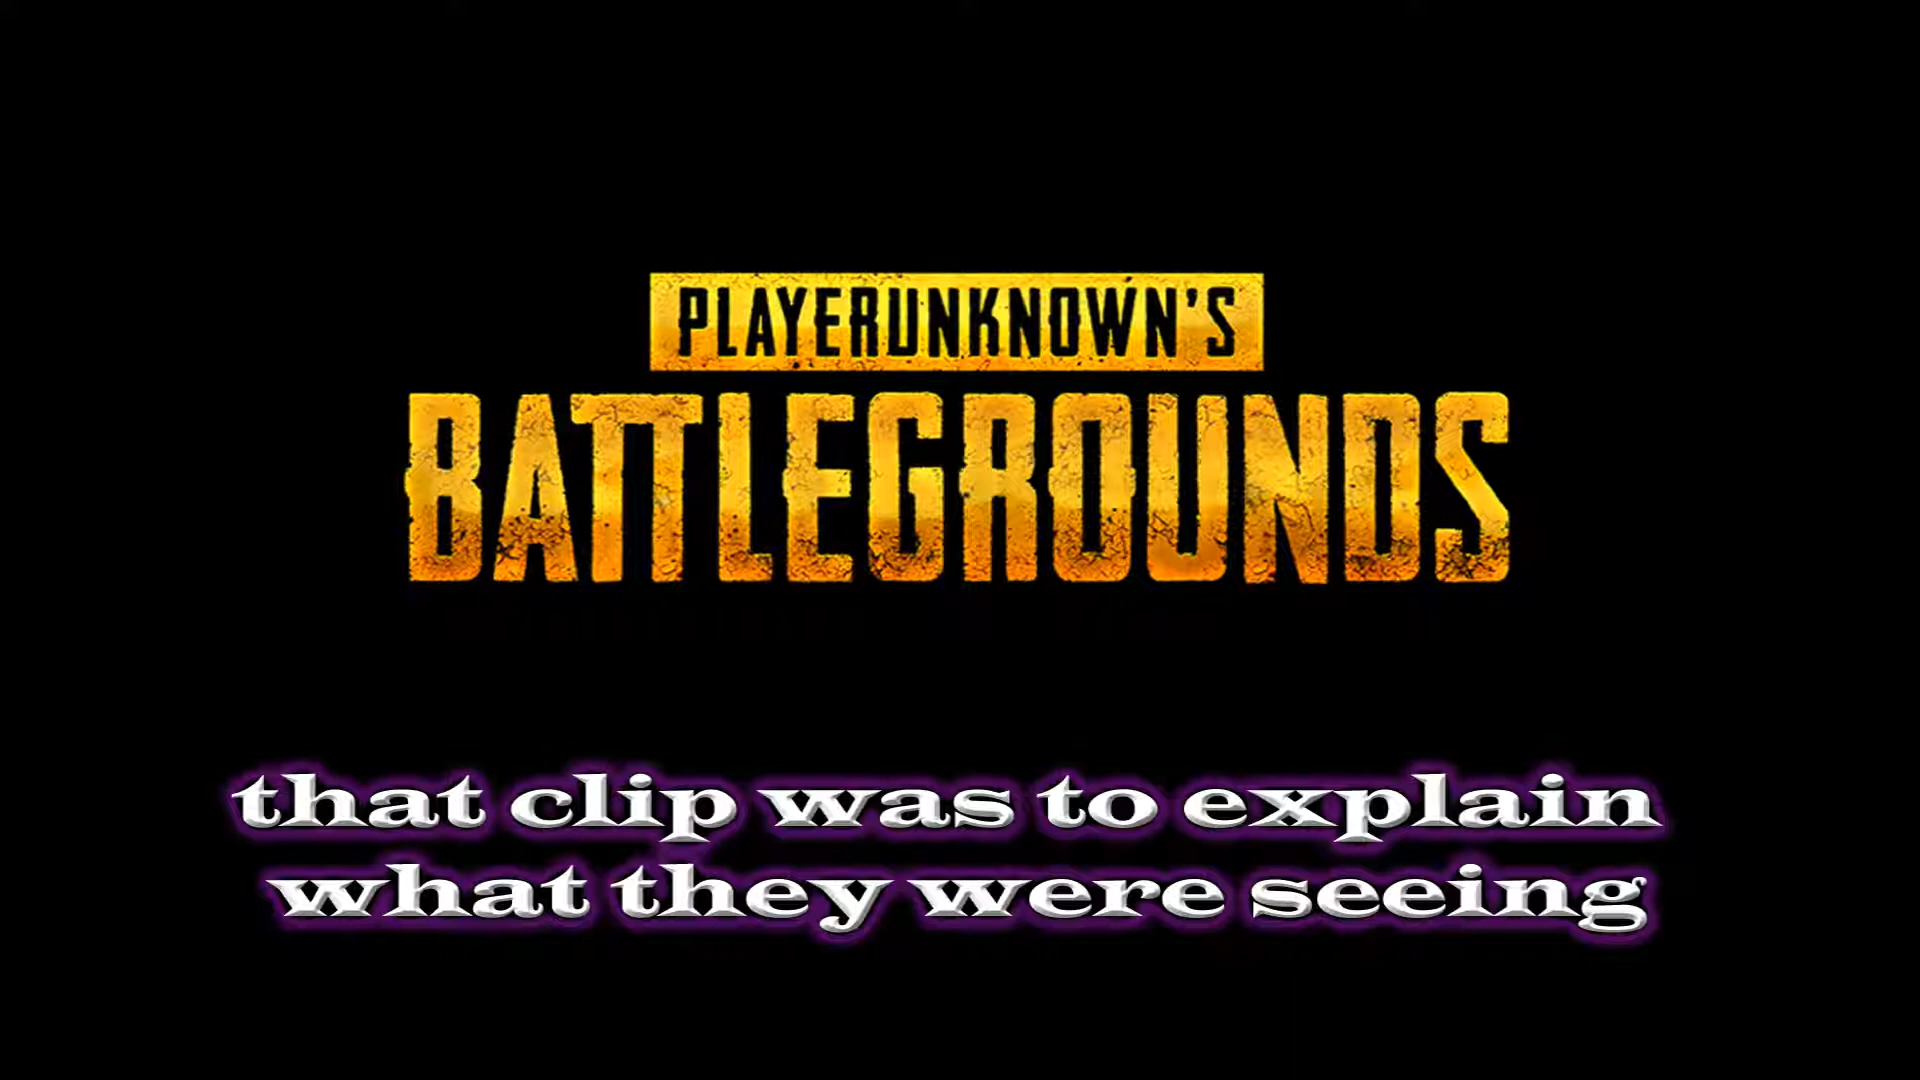 PLAYERUNKNOWN'S
BATTLEGROUNDS
that clip was to explain
what they were seeing